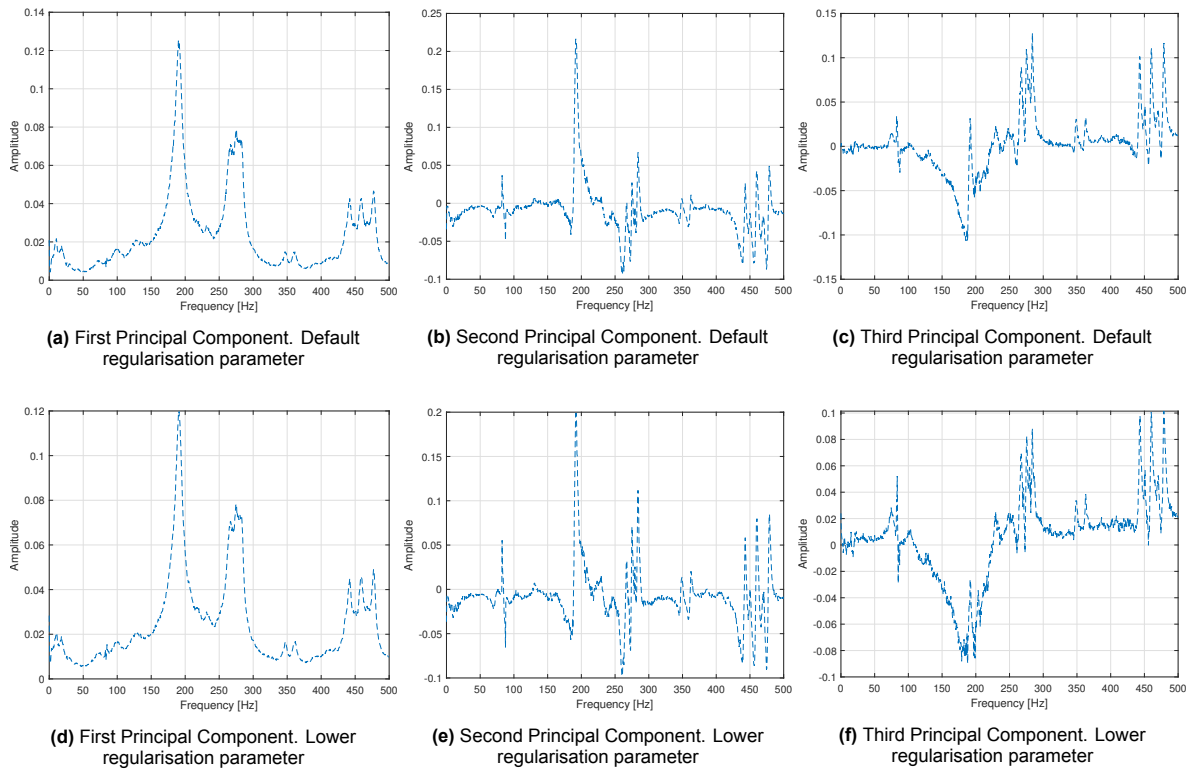 0.14
0.12
0.1
0.08
0.06
0.04
0.02
0
Amplitude
0 50 100 150 200 250 300 350 400 450 500
Frequency [Hz]
(a) First Principal Component. Default
regularisation parameter
0.25
0.2
0.15
0.1
0.05
0
-0.05
-0.1
Amplitude
0 50 100 150 200 250 300 350 400 450 500
Frequency [Hz]
(b) Second Principal Component. Default
regularisation parameter
0.15
0.1
0.05
0
-0.05
-0.1
-0.15
Amplitude
0 50 100 150 200 250 300 350 400 450 500
Frequency [Hz]
(c) Third Principal Component. Default
regularisation parameter
0.12
0.1
0.08
0.06
0.04
0.02
0
Amplitude
0 50 100 150 200 250 300 350 400 450 500
Frequency [Hz]
(d) First Principal Component. Lower
regularisation parameter
0.2
0.15
0.1
0.05
0
-0.05
-0.1
Amplitude
0 50 100 150 200 250 300 350 400 450 500
Frequency [Hz]
(e) Second Principal Component. Lower
regularisation parameter
0.1
0.08
0.06
0.04
0.02
0
-0.02
-0.04
-0.06
-0.08
-0.1
Amplitude
0 50 100 150 200 250 300 350 400 450 500
Frequency [Hz]
(f) Third Principal Component. Lower
regularisation parameter